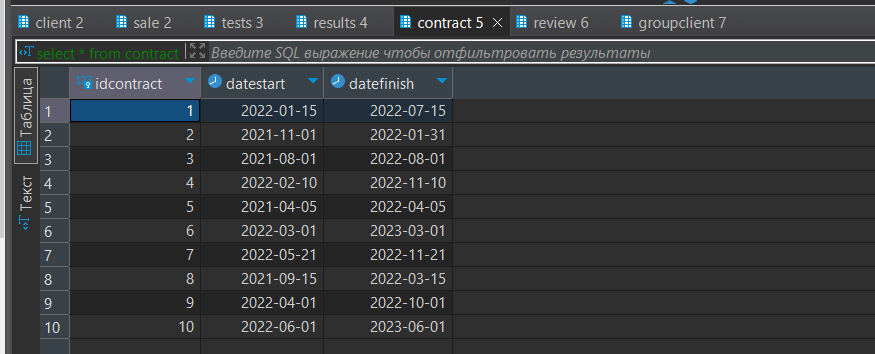 client 2 sale 2 tests 3 results 4 contract 5 review 6 groupclient 7
select * from contract Введите SQL выражение чтобы отфильтровать результаты
Таблица
Текст
idcontract datestart datefinish
1 1 2022-01-15 2022-07-15
2 2 2021-11-01 2022-01-31
3 3 2021-08-01 2022-08-01
4 4 2022-02-10 2022-11-10
5 5 2021-04-05 2022-04-05
6 6 2022-03-01 2023-03-01
7 7 2022-05-21 2022-11-21
8 8 2021-09-15 2022-03-15
9 9 2022-04-01 2022-10-01
10 10 2022-06-01 2023-06-01